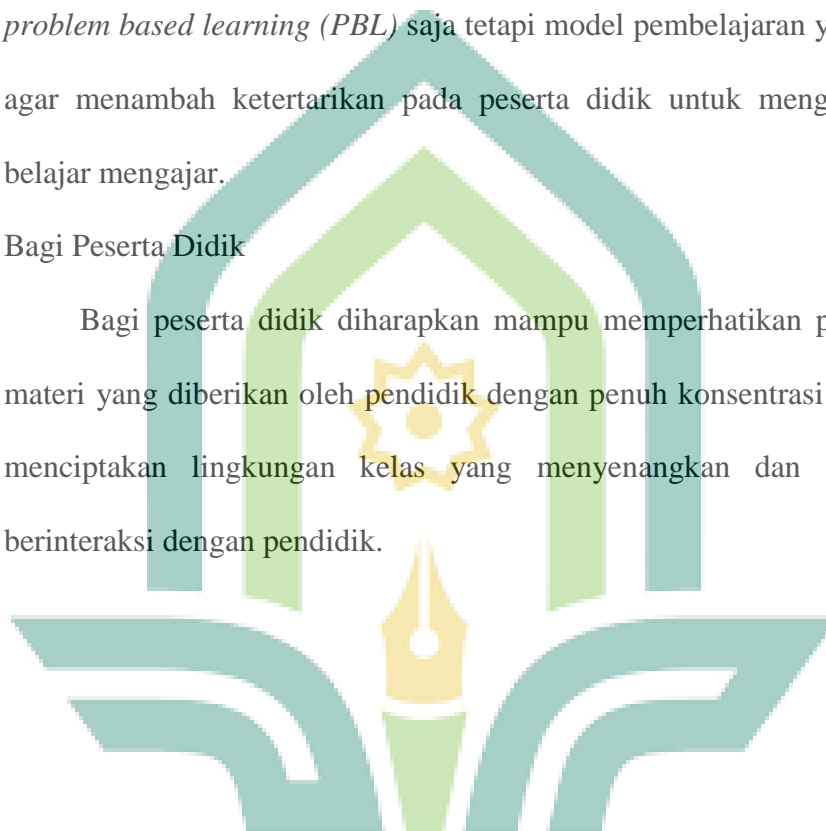 problem based learning (PBL) saja tetapi model pembelajaran
agar menambah ketertarikan pada peserta didik untuk
belajar mengajar.
Bagi Peserta Didik
Bagi peserta didik diharapkan mampu memperhatikan
materi yang diberikan oleh pendidik dengan penuh konsentrasi
menciptakan lingkungan kelas yang menyenangkan dan
berinteraksi dengan pendidik.